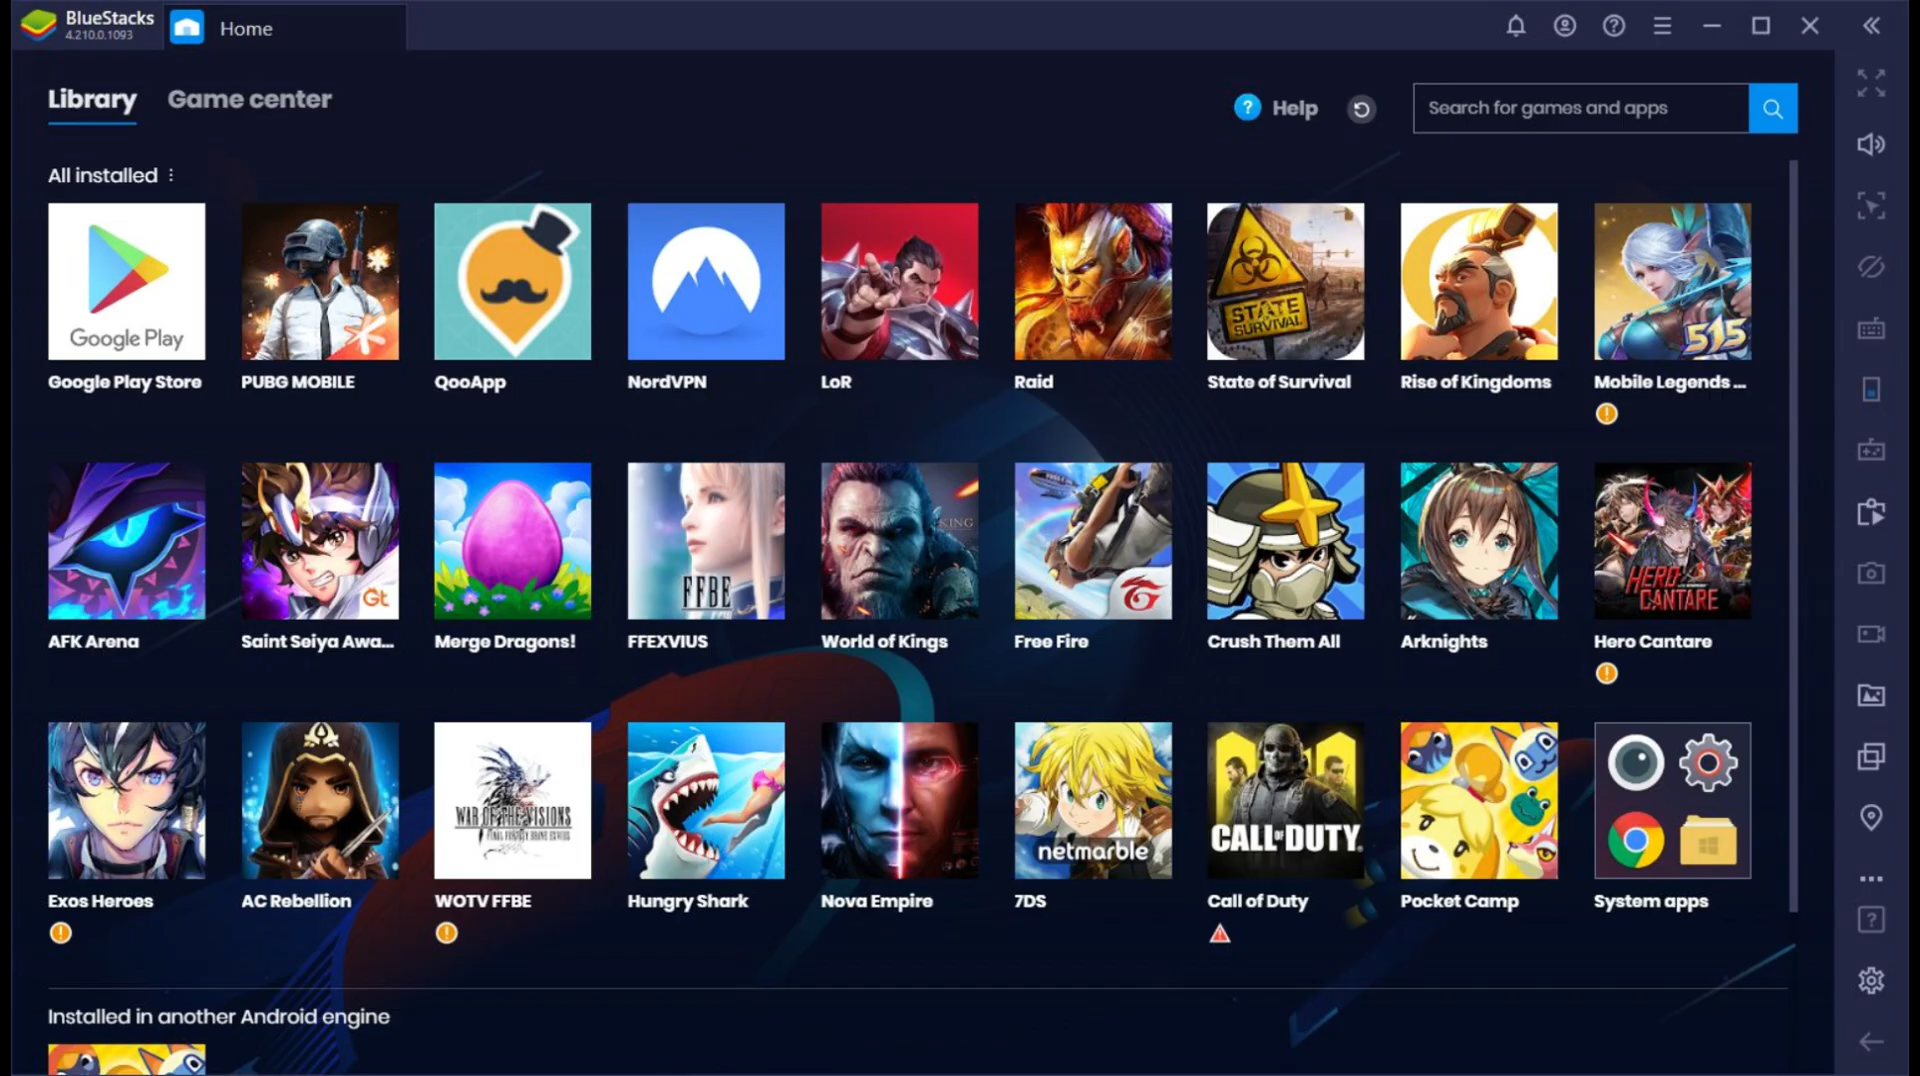 BlueStacks
4.210.0.1093
Home
Library
Game center
Help
Search for games and apps
All installed
Google Play
515
STATE
SURVIVAL
Google Play Store
PUBG MOBILE
QooApp
NordVPN
LoR
Raid
State of Survival
Rise of Kingdoms
Mobile Legends ...
Gt
FFBE
KING
HERO
CANTARE
AFK Arena
Saint Seiya Awa...
Merge Dragons!
FFEXVIUS
World of Kings
Free Fire
Crush Them All
Arknights
Hero Cantare
WAR OF THE VISIONS
FINAL FANTASY BRAVE EXVIUS
netmarble
CALL OF DUTY
Exos Heroes
AC Rebellion
WOTV FFBE
Hungry Shark
Nova Empire
7DS
Call of Duty
Pocket Camp
System apps
Installed in another Android engine